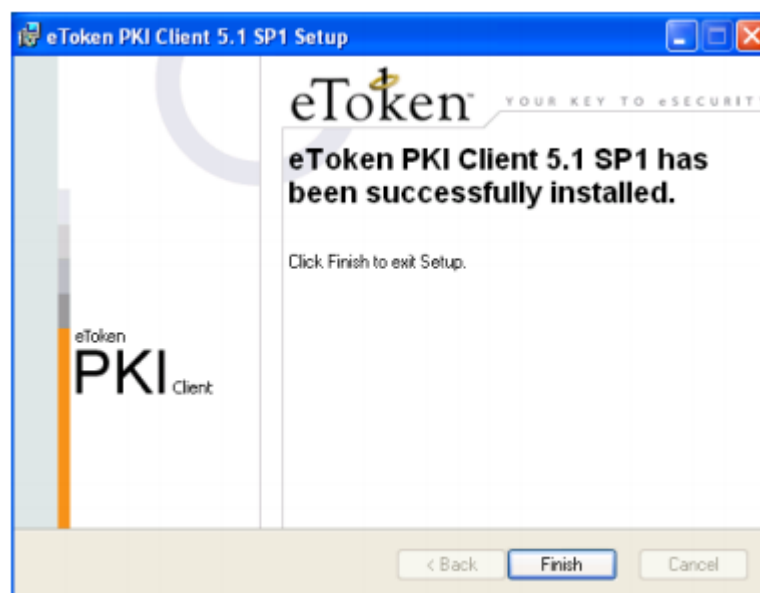 eToken PKI Client 5.1 SP1 Setup
eToken™ YOUR KEY TO eSECURITY
eToken PKI Client 5.1 SP1 has
been successfully installed.
Click Finish to exit Setup.
eToken
PKI Client
< Back Finish Cancel